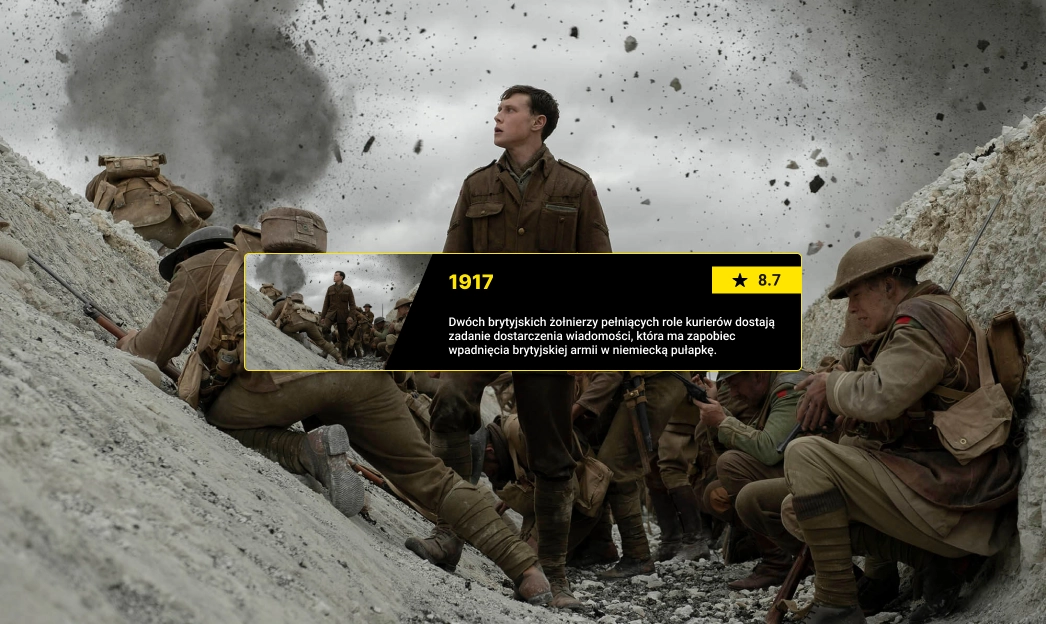 1917
★ 8.7
Dwóch brytyjskich żołnierzy pełniących role kurierów dostają
zadanie dostarczenia wiadomości, która ma zapobiec
wpadnięcia brytyjskiej armii w niemiecką pułapkę.